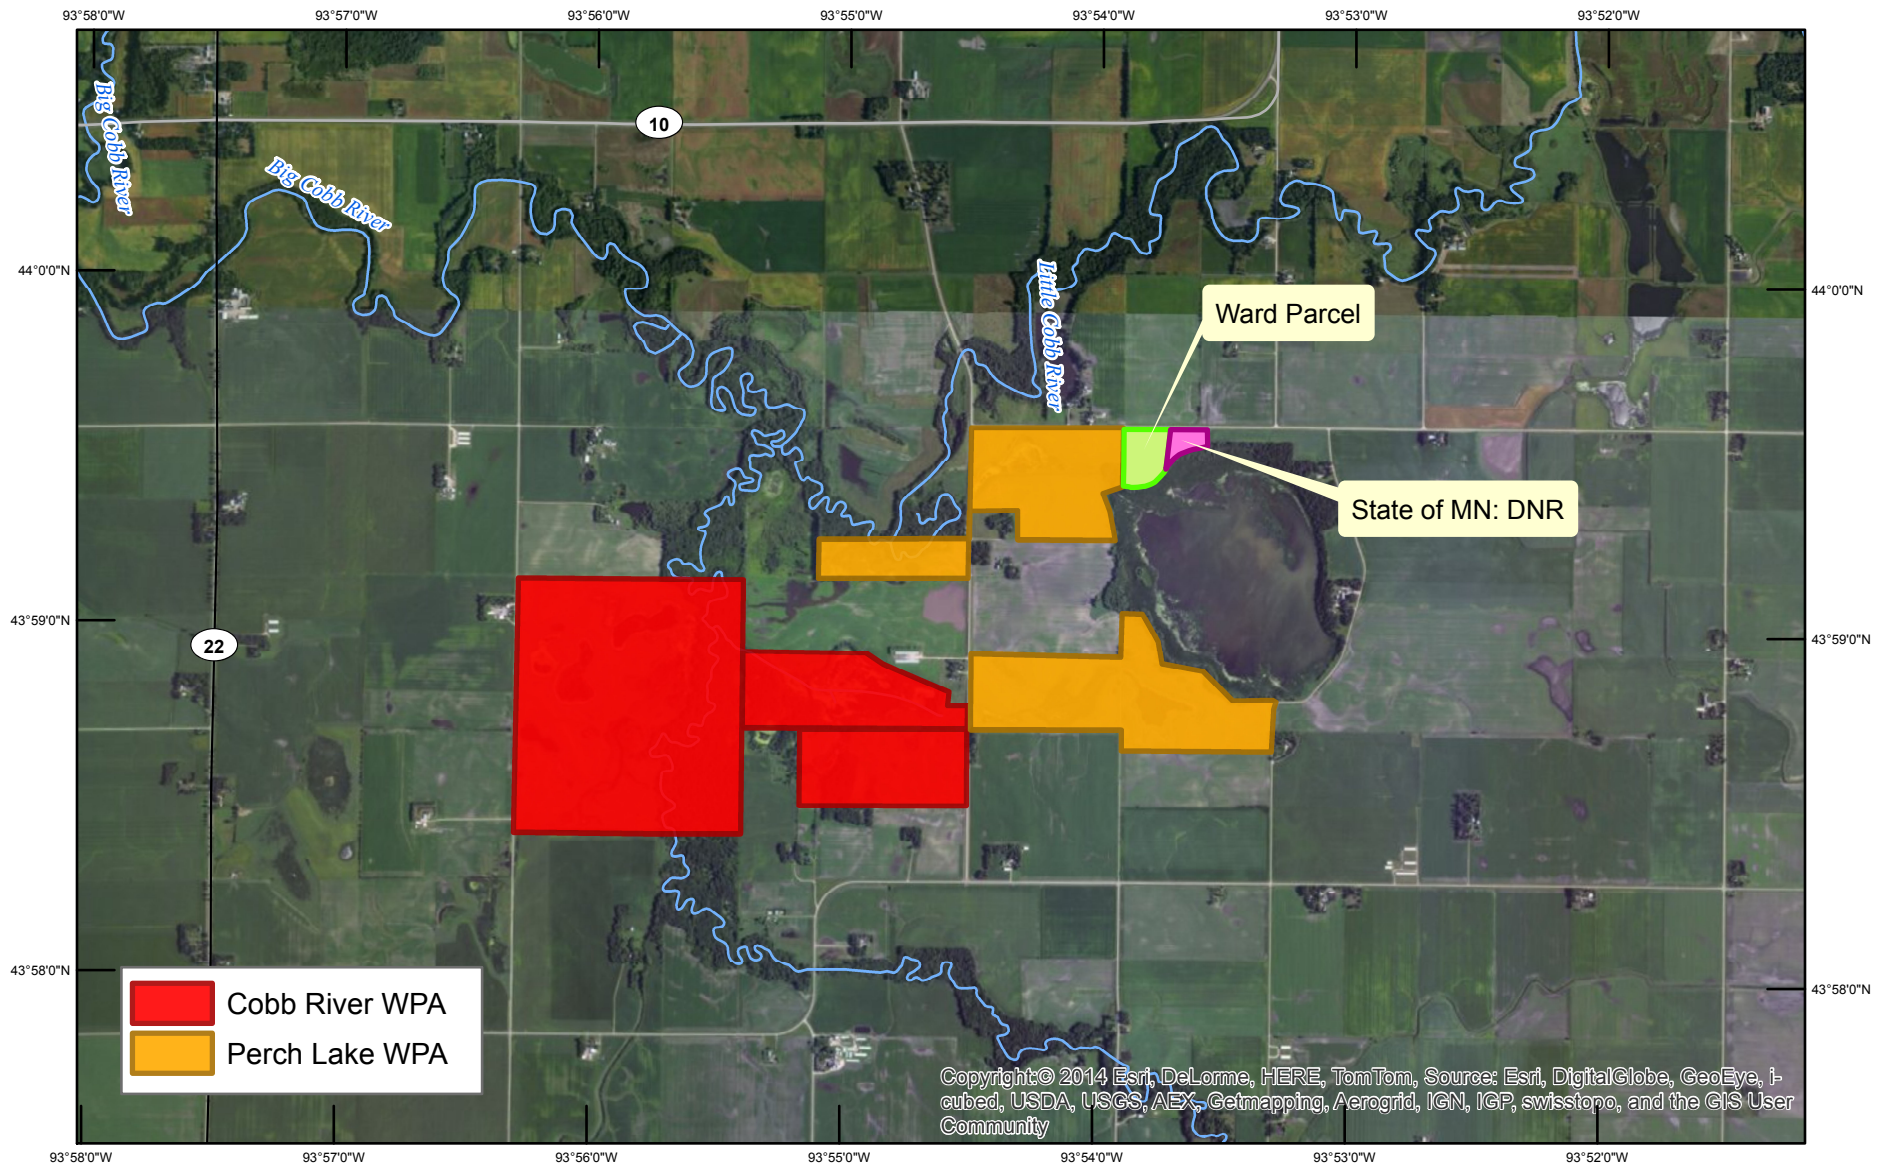 93°58'0"W 93°57'0"W 93°56'0"W 93°55'0"W 93°54'0"W 93°53'0"W 93°52'0"W
Big Cobb River
10
Big Cobb River
44°0'0"N
Little Cobb River
44°0'0"N
Ward Parcel
State of MN: DNR
43°59'0"N
22
43°59'0"N
43°58'0"N
43°58'0"N
Cobb River WPA
Perch Lake WPA
Copyright:© 2014 Esri, DeLorme, HERE, TomTom, Source: Esri, DigitalGlobe, GeoEye, i-
cubed, USDA, USGS, AEX, Getmapping, Aerogrid, IGN, IGP, swisstopo, and the GIS User
Community
93°58'0"W 93°57'0"W 93°56'0"W 93°55'0"W 93°54'0"W 93°53'0"W 93°52'0"W